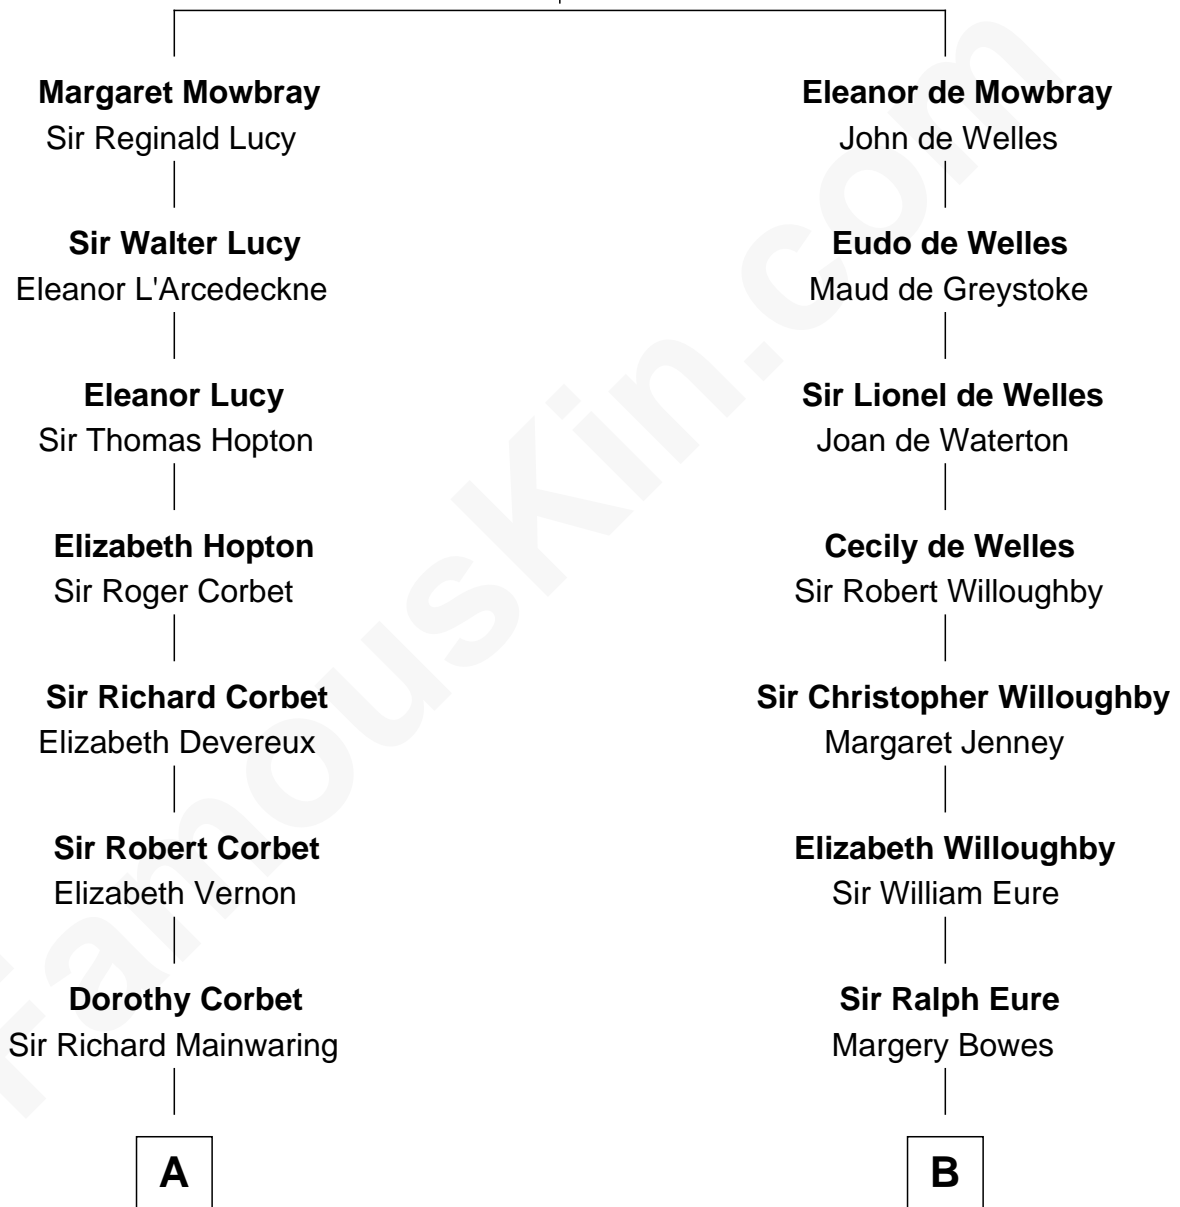 Margaret Mowbray
Sir Reginald Lucy
Sir Walter Lucy
Eleanor L'Arcedeckne
Eleanor Lucy
Sir Thomas Hopton
Elizabeth Hopton
Sir Roger Corbet
Sir Richard Corbet
Elizabeth Devereux
Sir Robert Corbet
Elizabeth Vernon
Dorothy Corbet
Sir Richard Mainwaring
A
Eleanor de Mowbray
John de Welles
Eudo de Welles
Maud de Greystoke
Sir Lionel de Welles
Joan de Waterton
Cecily de Welles
Sir Robert Willoughby
Sir Christopher Willoughby
Margaret Jenney
Elizabeth Willoughby
Sir William Eure
Sir Ralph Eure
Margery Bowes
B
FamousKin.com